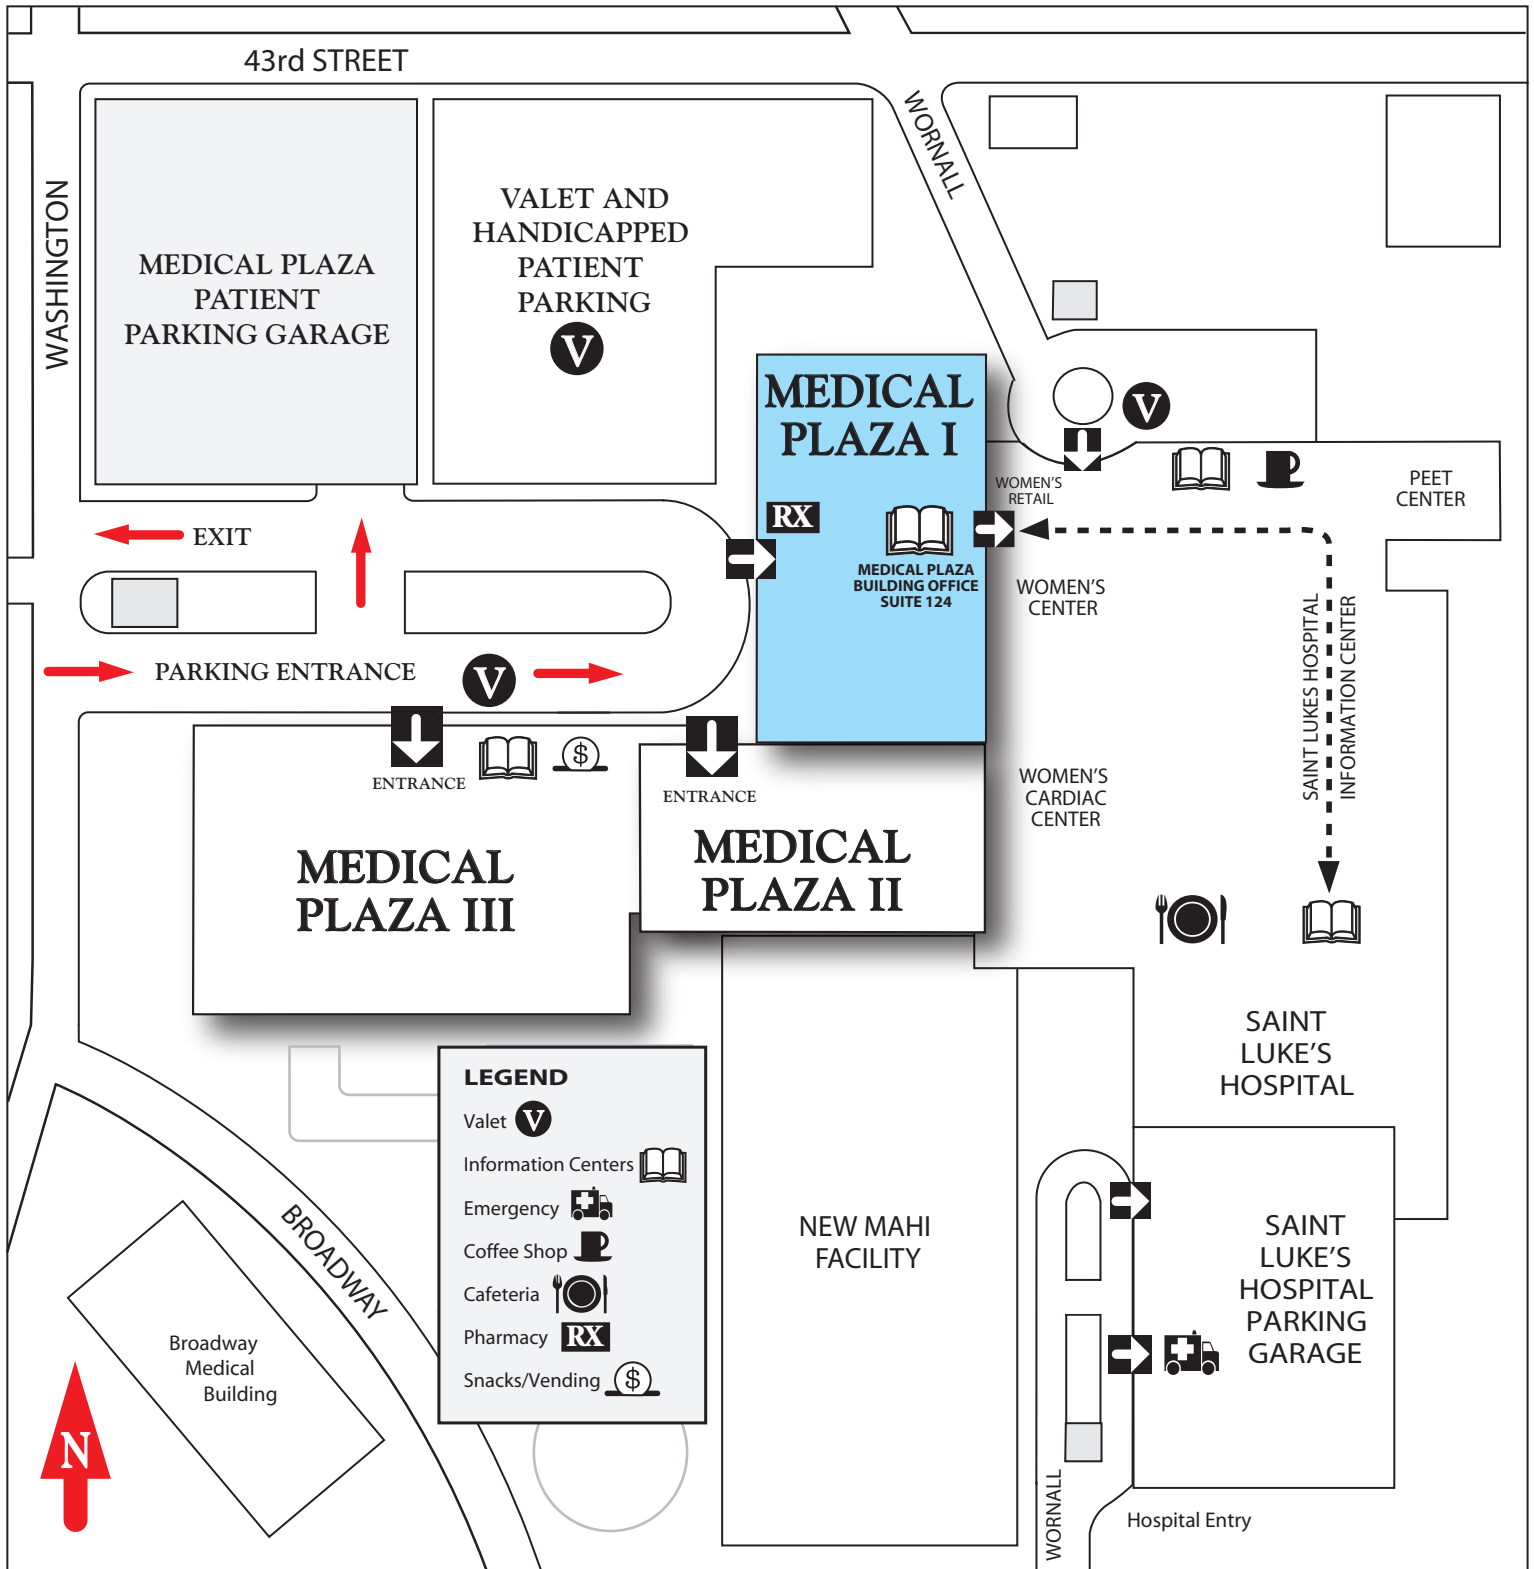 43rd STREET
WASHINGTON
WORNALL
MEDICAL PLAZA
PATIENT
PARKING GARAGE
VALET AND
HANDICAPPED
PATIENT
PARKING
V
MEDICAL
PLAZA I
V
RX
MEDICAL PLAZA
BUILDING OFFICE
SUITE 124
WOMEN'S
RETAIL
PEET
CENTER
EXIT
WOMEN'S
CENTER
SAINT LUKES HOSPITAL
INFORMATION CENTER
PARKING ENTRANCE
V
ENTRANCE
$
ENTRANCE
WOMEN'S
CARDIAC
CENTER
MEDICAL
PLAZA III
MEDICAL
PLAZA II
SAINT
LUKE'S
HOSPITAL
LEGEND
Valet V
Information Centers
Emergency
Coffee Shop
Cafeteria
Pharmacy RX
Snacks/Vending $
BROADWAY
Broadway
Medical
Building
N
NEW MAHI
FACILITY
SAINT
LUKE'S
HOSPITAL
PARKING
GARAGE
WORNALL
Hospital Entry